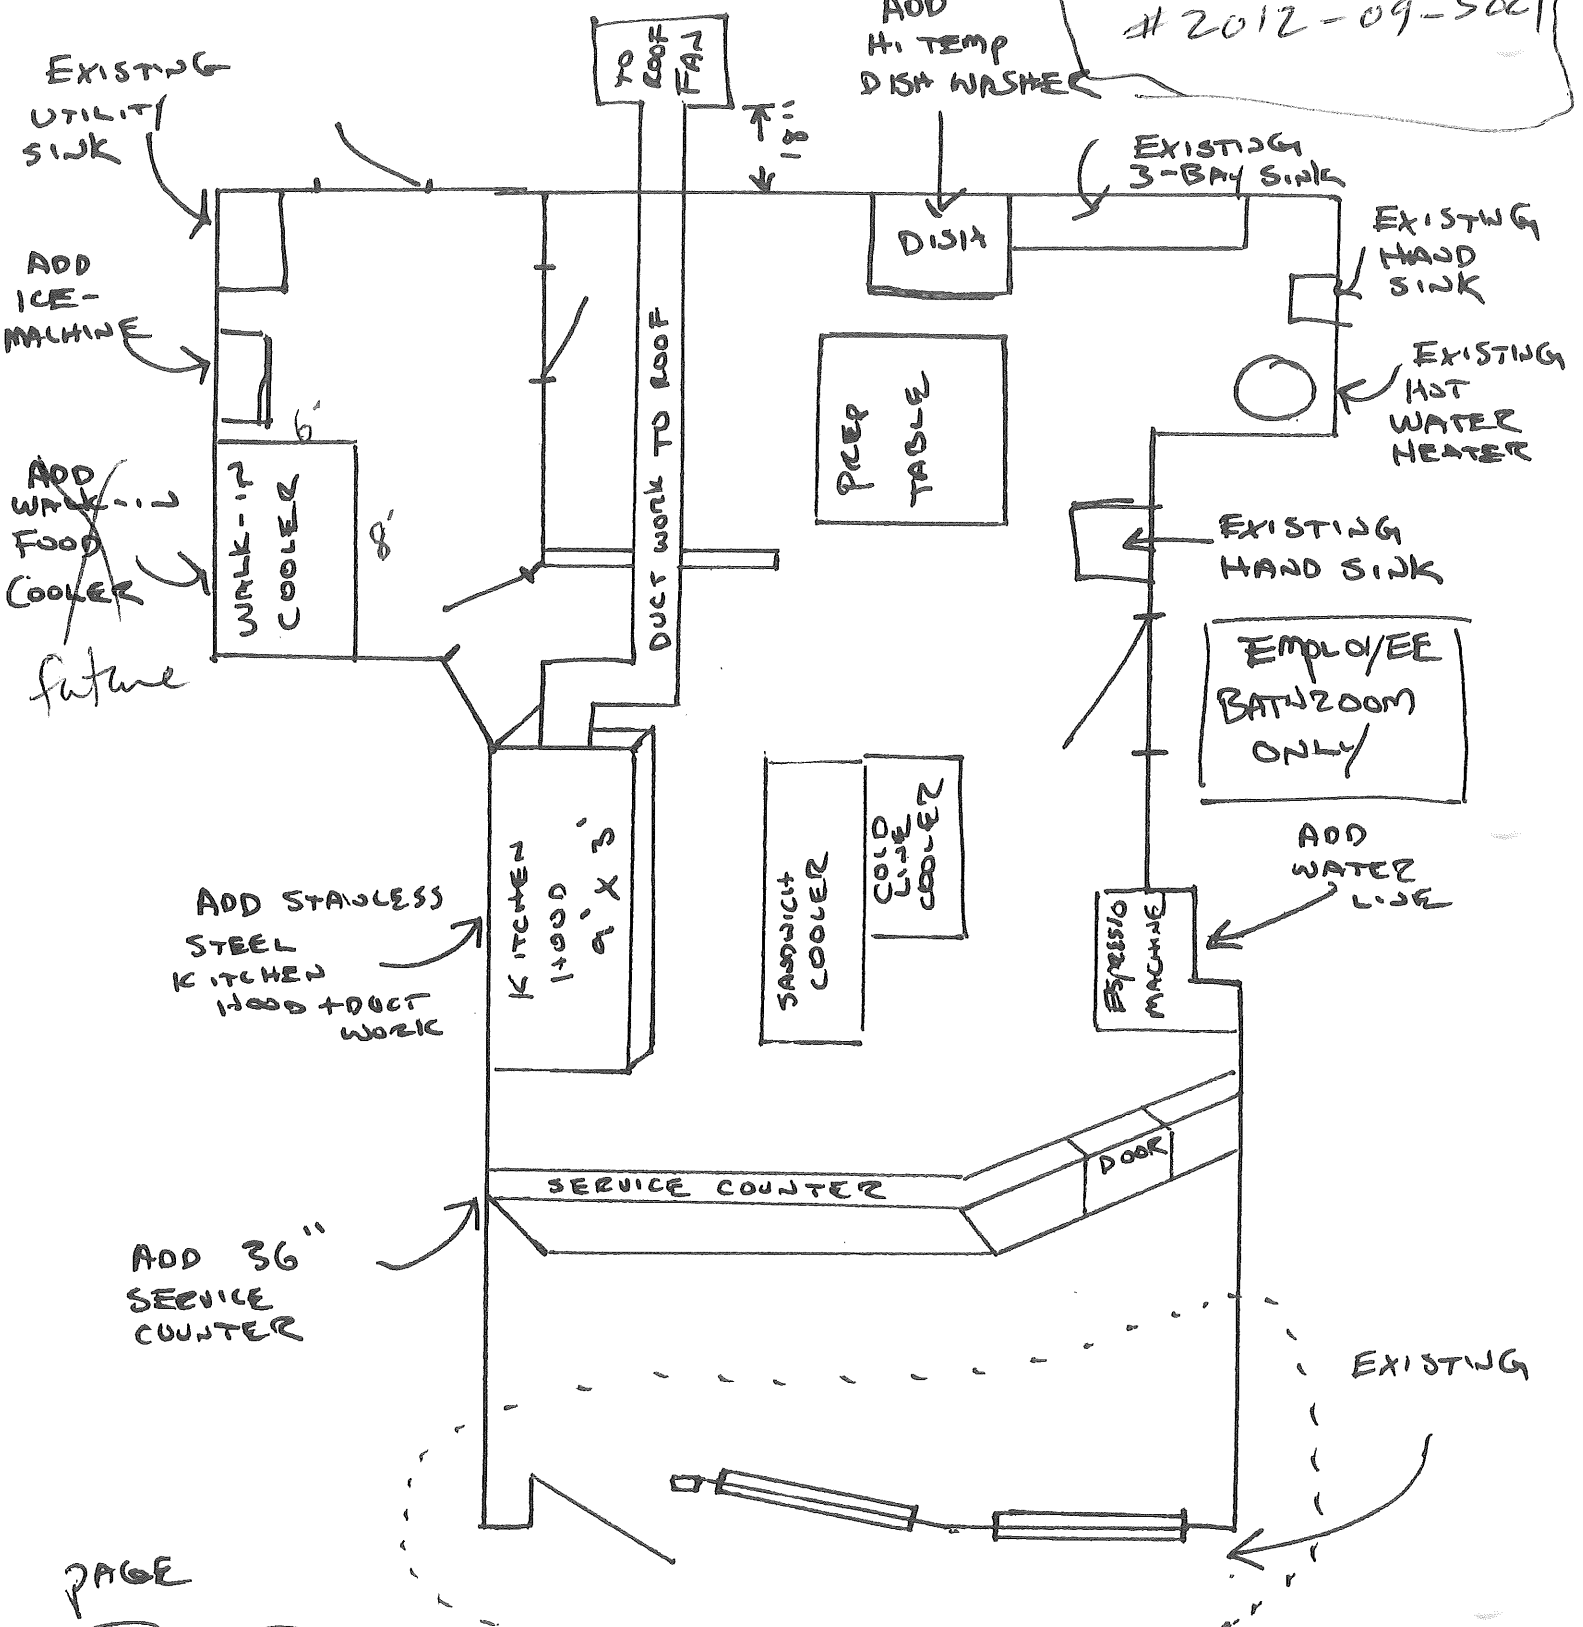 # 2012-09-
ADD
HI TEMP
DISH WASHER
TO
ROOF
FAN
18"
EXISTING
UTILITY
SINK
EXISTING
3-BAY SINK
DISH
EXISTING
HAND
SINK
ADD
ICE-
MACHINE
EXISTING
HOT
WATER
HEATER
PREP
TABLE
DUCT WORK TO ROOF
6'
8'
ADD
WALK-IN
FOOD
COOLER
future
WALK-IN
COOLER
EXISTING
HAND SINK
EMPLOYEE
BATHROOM
ONLY
KITCHEN
HOOD
9' X 3'
SANDWICH
COOLER
COLD
LINE
COOLER
ADD
WATER
LINE
ESPRESSIO
MACHINE
ADD STAINLESS
STEEL
KITCHEN
HOOD + DUCT
WORK
DOOR
SERVICE COUNTER
ADD 36"
SERVICE
COUNTER
EXISTING
PAGE